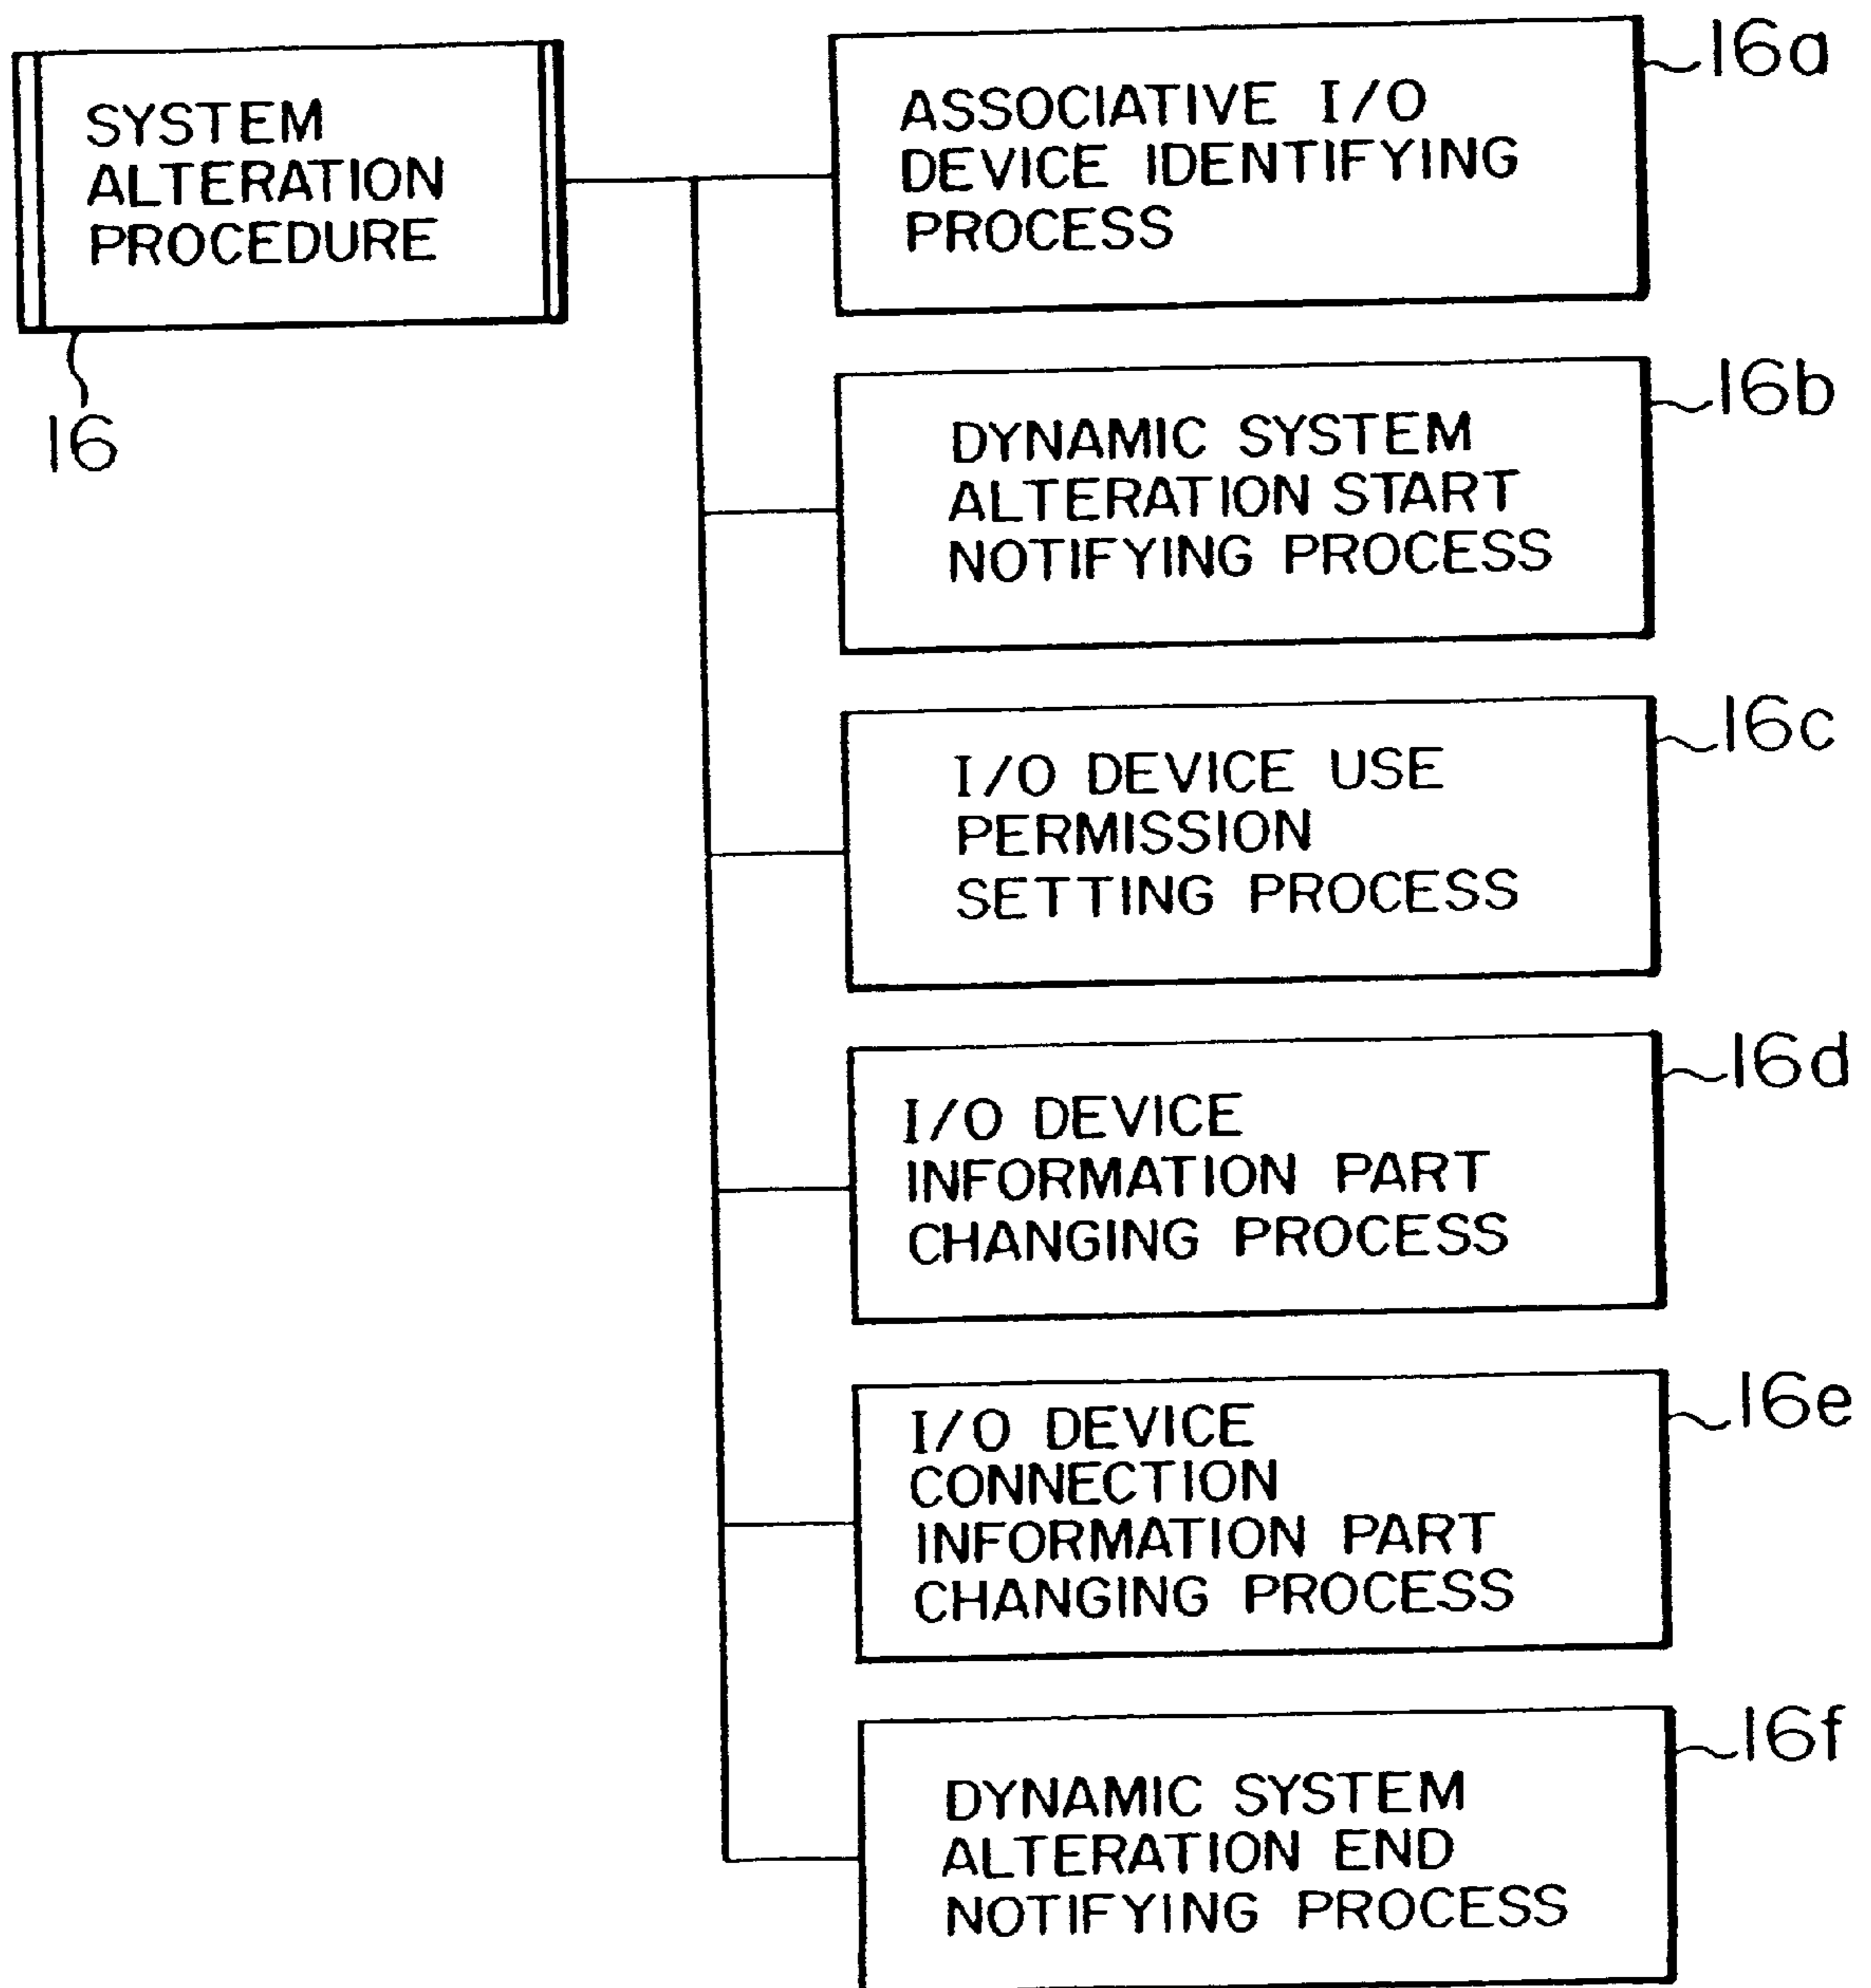 SYSTEM
ALTERATION
PROCEDURE
16
ASSOCIATIVE I/O
DEVICE IDENTIFYING
PROCESS
16a
DYNAMIC SYSTEM
ALTERATION START
NOTIFYING PROCESS
16b
I/O DEVICE USE
PERMISSION
SETTING PROCESS
16c
I/O DEVICE
INFORMATION PART
CHANGING PROCESS
16d
I/O DEVICE
CONNECTION
INFORMATION PART
CHANGING PROCESS
16e
DYNAMIC SYSTEM
ALTERATION END
NOTIFYING PROCESS
16f